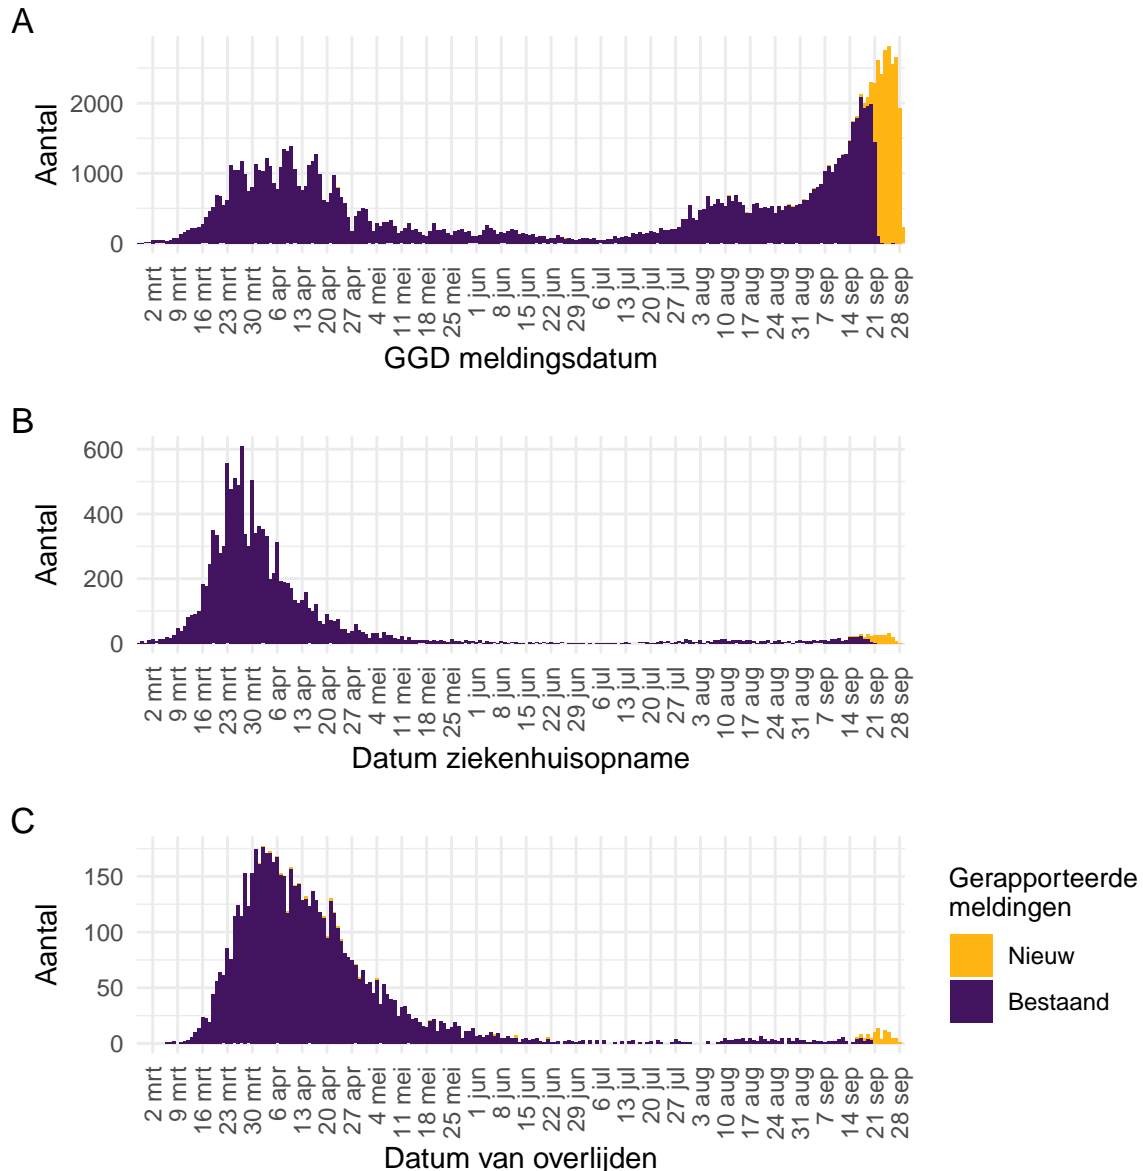 A
Aantal
2000
1000
0
2 mrt
9 mrt
16 mrt
23 mrt
30 mrt
6 apr
13 apr
20 apr
27 apr
4 mei
11 mei
18 mei
25 mei
1 jun
8 jun
15 jun
22 jun
29 jun
6 jul
13 jul
20 jul
27 jul
3 aug
10 aug
17 aug
24 aug
31 aug
7 sep
14 sep
21 sep
28 sep
GGD meldingsdatum
B
Aantal
600
400
200
0
2 mrt
9 mrt
16 mrt
23 mrt
30 mrt
6 apr
13 apr
20 apr
27 apr
4 mei
11 mei
18 mei
25 mei
1 jun
8 jun
15 jun
22 jun
29 jun
6 jul
13 jul
20 jul
27 jul
3 aug
10 aug
17 aug
24 aug
31 aug
7 sep
14 sep
21 sep
28 sep
Datum ziekenhuisopname
C
Aantal
150
100
50
0
2 mrt
9 mrt
16 mrt
23 mrt
30 mrt
6 apr
13 apr
20 apr
27 apr
4 mei
11 mei
18 mei
25 mei
1 jun
8 jun
15 jun
22 jun
29 jun
6 jul
13 jul
20 jul
27 jul
3 aug
10 aug
17 aug
24 aug
31 aug
7 sep
14 sep
21 sep
28 sep
Datum van overlijden
Gerapporteerde
meldingen
Nieuw
Bestaand